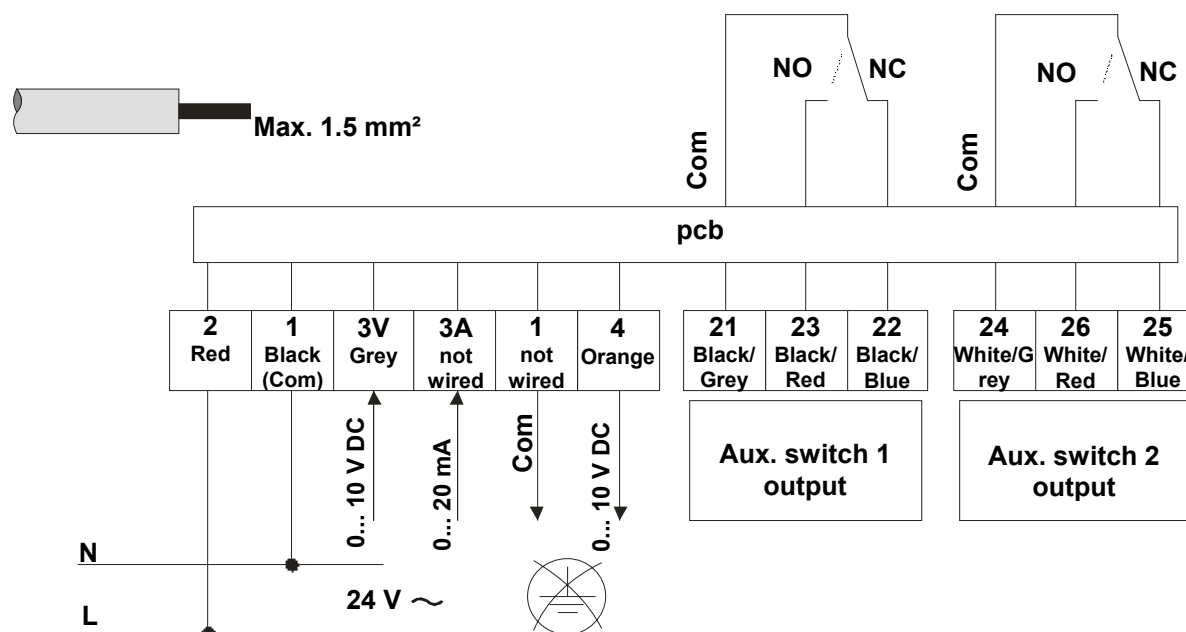 NO NC NO NC
Max. 1.5 mm²
Com
Com
pcb
2 1 3V 3A 1 4 21 23 22 24 26 25
Red Black Grey not not Orange Black/ Black/ Black/ White/G White/ White/
(Com) wired wired Grey Red Blue rey Red Blue
0... 10 V DC
0... 20 mA
Com
0... 10 V DC
Aux. switch 1
output
Aux. switch 2
output
N
24 V ~
L